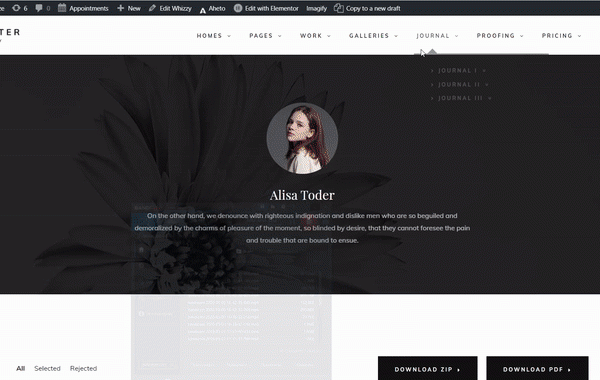 6 0 Appointments New Edit Whizzy Aheto Edit with Elementor Imagify Copy to a new draft
TER
HOMES PAGES WORK GALLERIES JOURNAL PROOFING PRICING
JOURNAL I
JOURNAL II
JOURNAL III
Alisa Toder
On the other hand, we denounce with righteous indignation and dislike men who are so beguiled and
demoralized by the charms of pleasure of the moment, so blinded by desire, that they cannot foresee the pain
and trouble that are bound to ensue.
All Selected Rejected
DOWNLOAD ZIP DOWNLOAD PDF